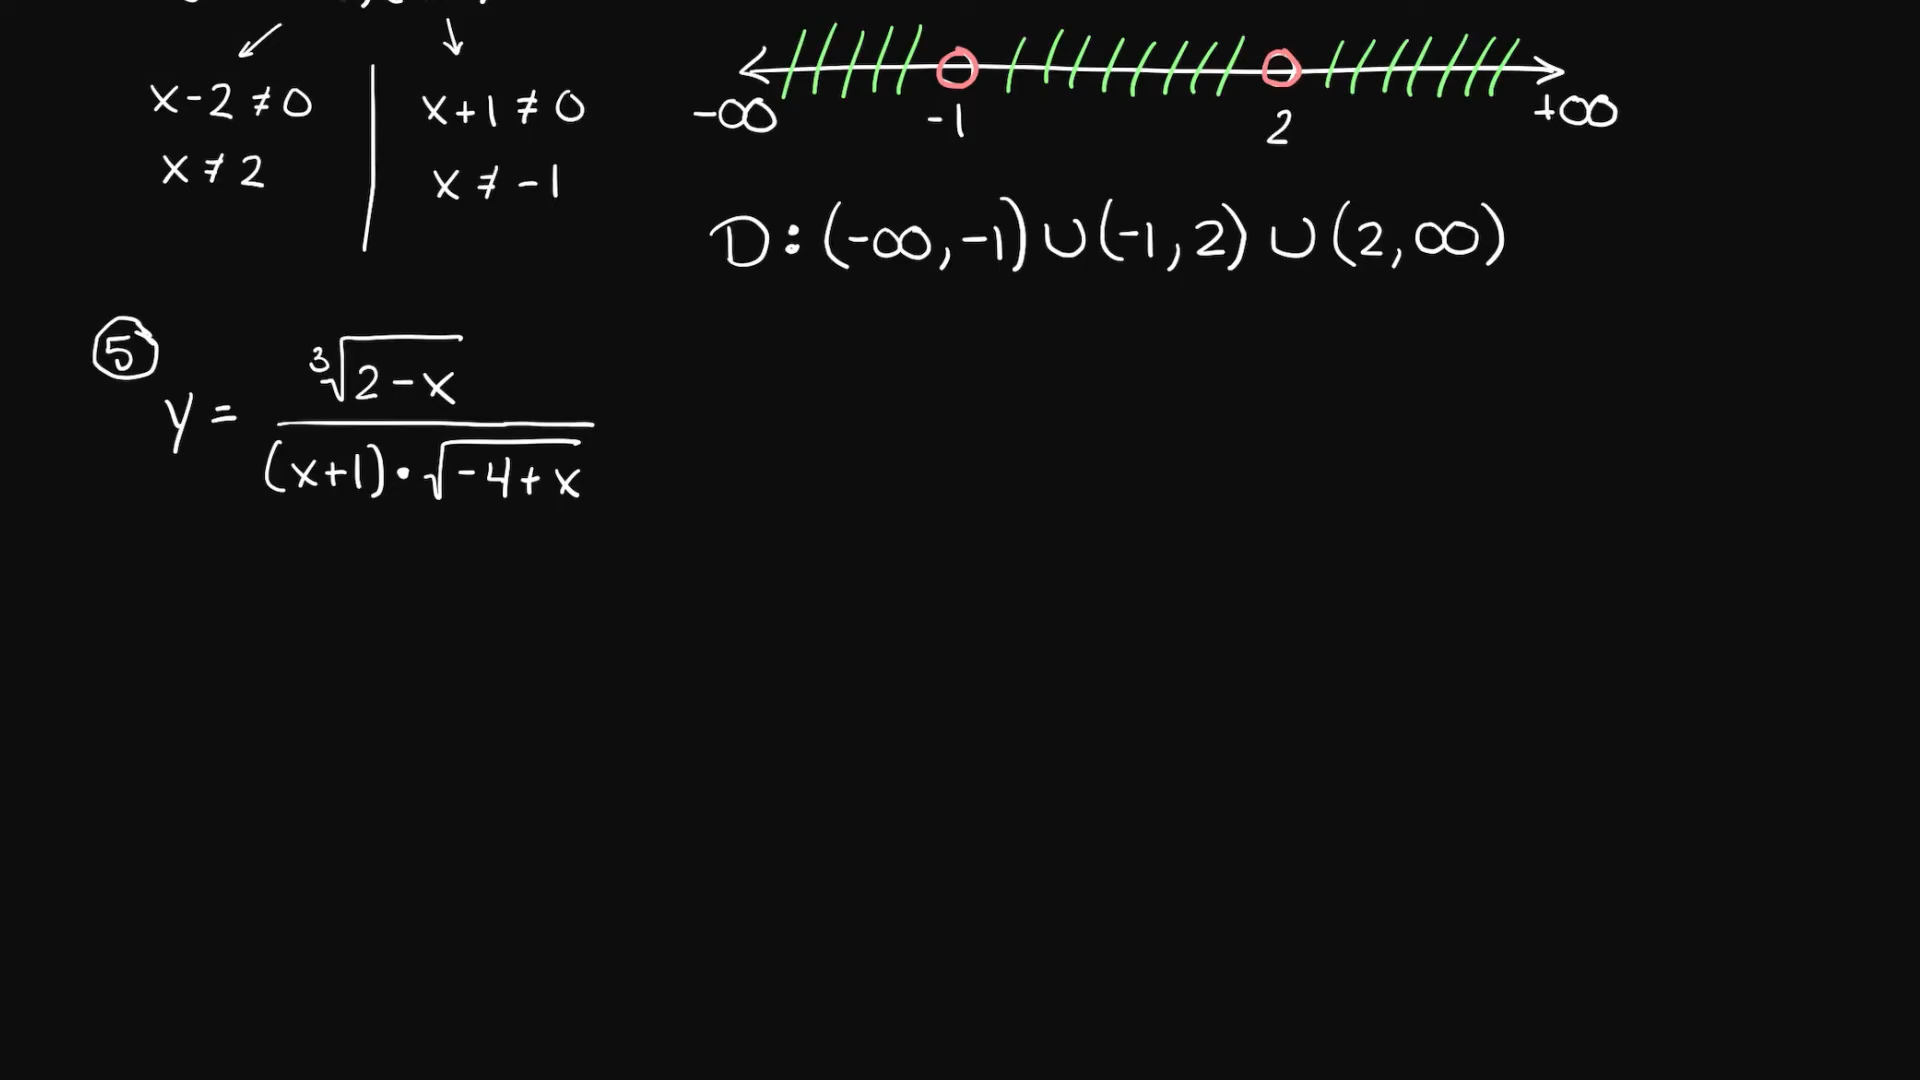 x-2≠0
x+1≠0
x≠2
x≠-1
-∞ -1 2 +∞
D: (-∞,-1)∪(-1,2)∪(2,∞)
5
y = ∛(2-x) / ((x+1)·√(-4+x))